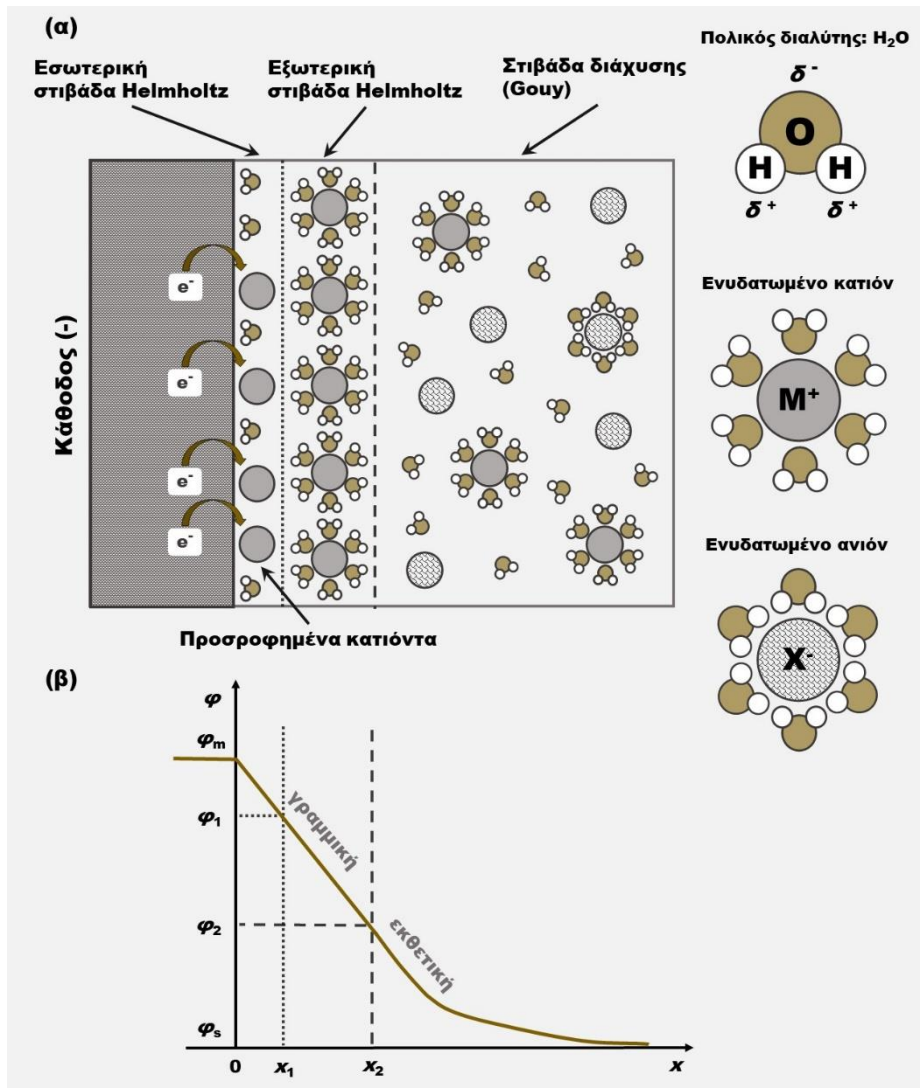 (α)
Εσωτερική
στιβάδα Helmholtz
Εξωτερική
στιβάδα Helmholtz
Στιβάδα διάχυσης
(Gouy)
Κάθοδος (-)
e-
e-
e-
e-
Προσροφημένα κατιόντα
Πολικός διαλύτης: H₂O
δ -
O
H H
δ + δ +
Ενυδατωμένο κατιόν
M⁺
Ενυδατωμένο ανιόν
X⁻
(β)
φ
φm
φ₁
γραμμική
φ₂
εκθετική
φs
0 x₁ x₂ x